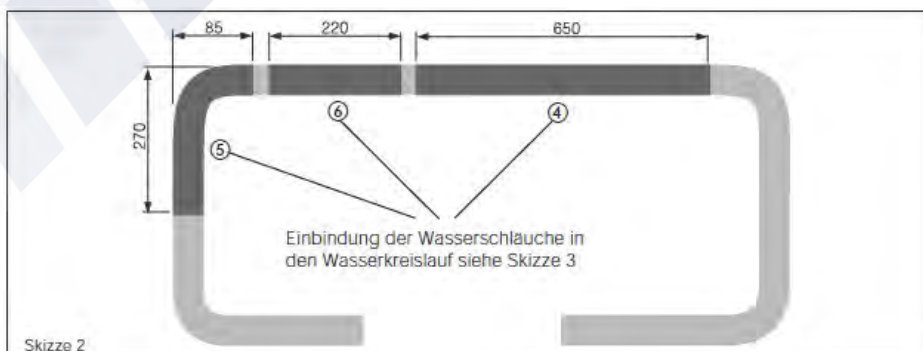 85
220
650
270
⑥
④
⑤
Einbindung der Wasserschläuche in
den Wasserkreislauf siehe Skizze 3
Skizze 2